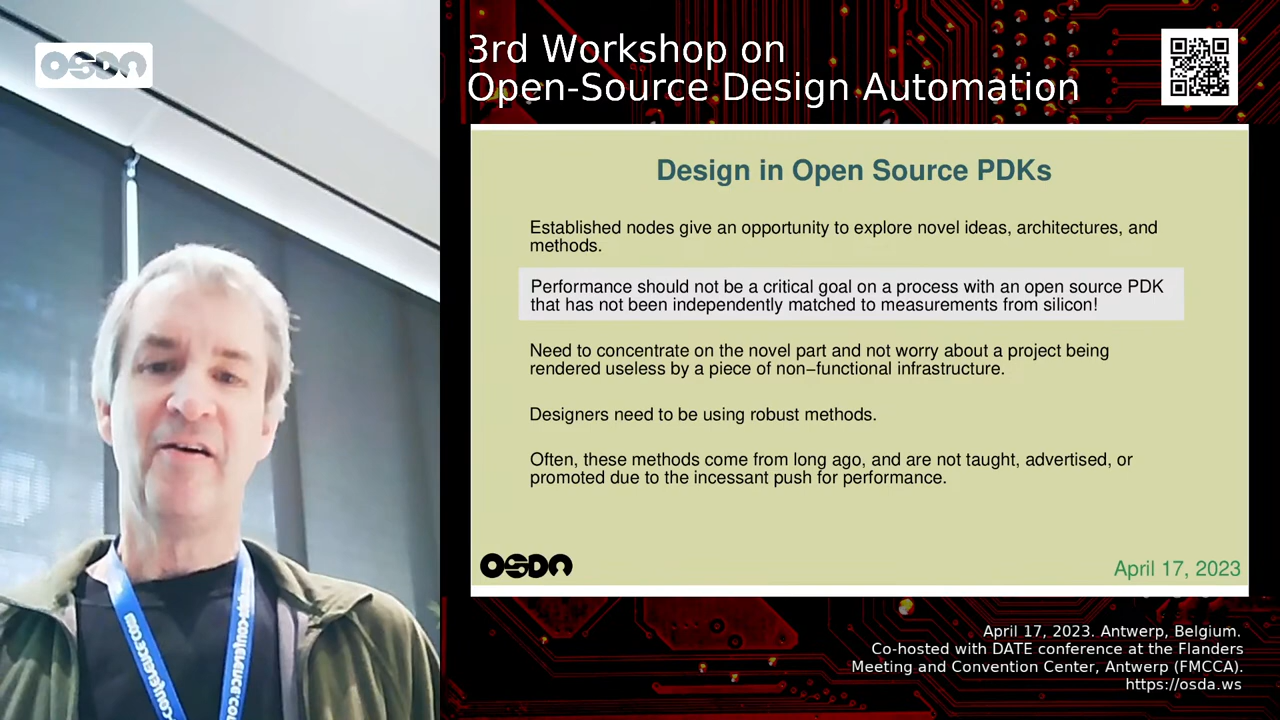 OSDA
3rd Workshop on
Open-Source Design Automation
Design in Open Source PDKs
Established nodes give an opportunity to explore novel ideas, architectures, and
methods.
Performance should not be a critical goal on a process with an open source PDK
that has not been independently matched to measurements from silicon!
Need to concentrate on the novel part and not worry about a project being
rendered useless by a piece of non−functional infrastructure.
Designers need to be using robust methods.
Often, these methods come from long ago, and are not taught, advertised, or
promoted due to the incessant push for performance.
OSDA
April 17, 2023
April 17, 2023. Antwerp, Belgium.
Co-hosted with DATE conference at the Flanders
Meeting and Convention Center, Antwerp (FMCCA).
https://osda.ws